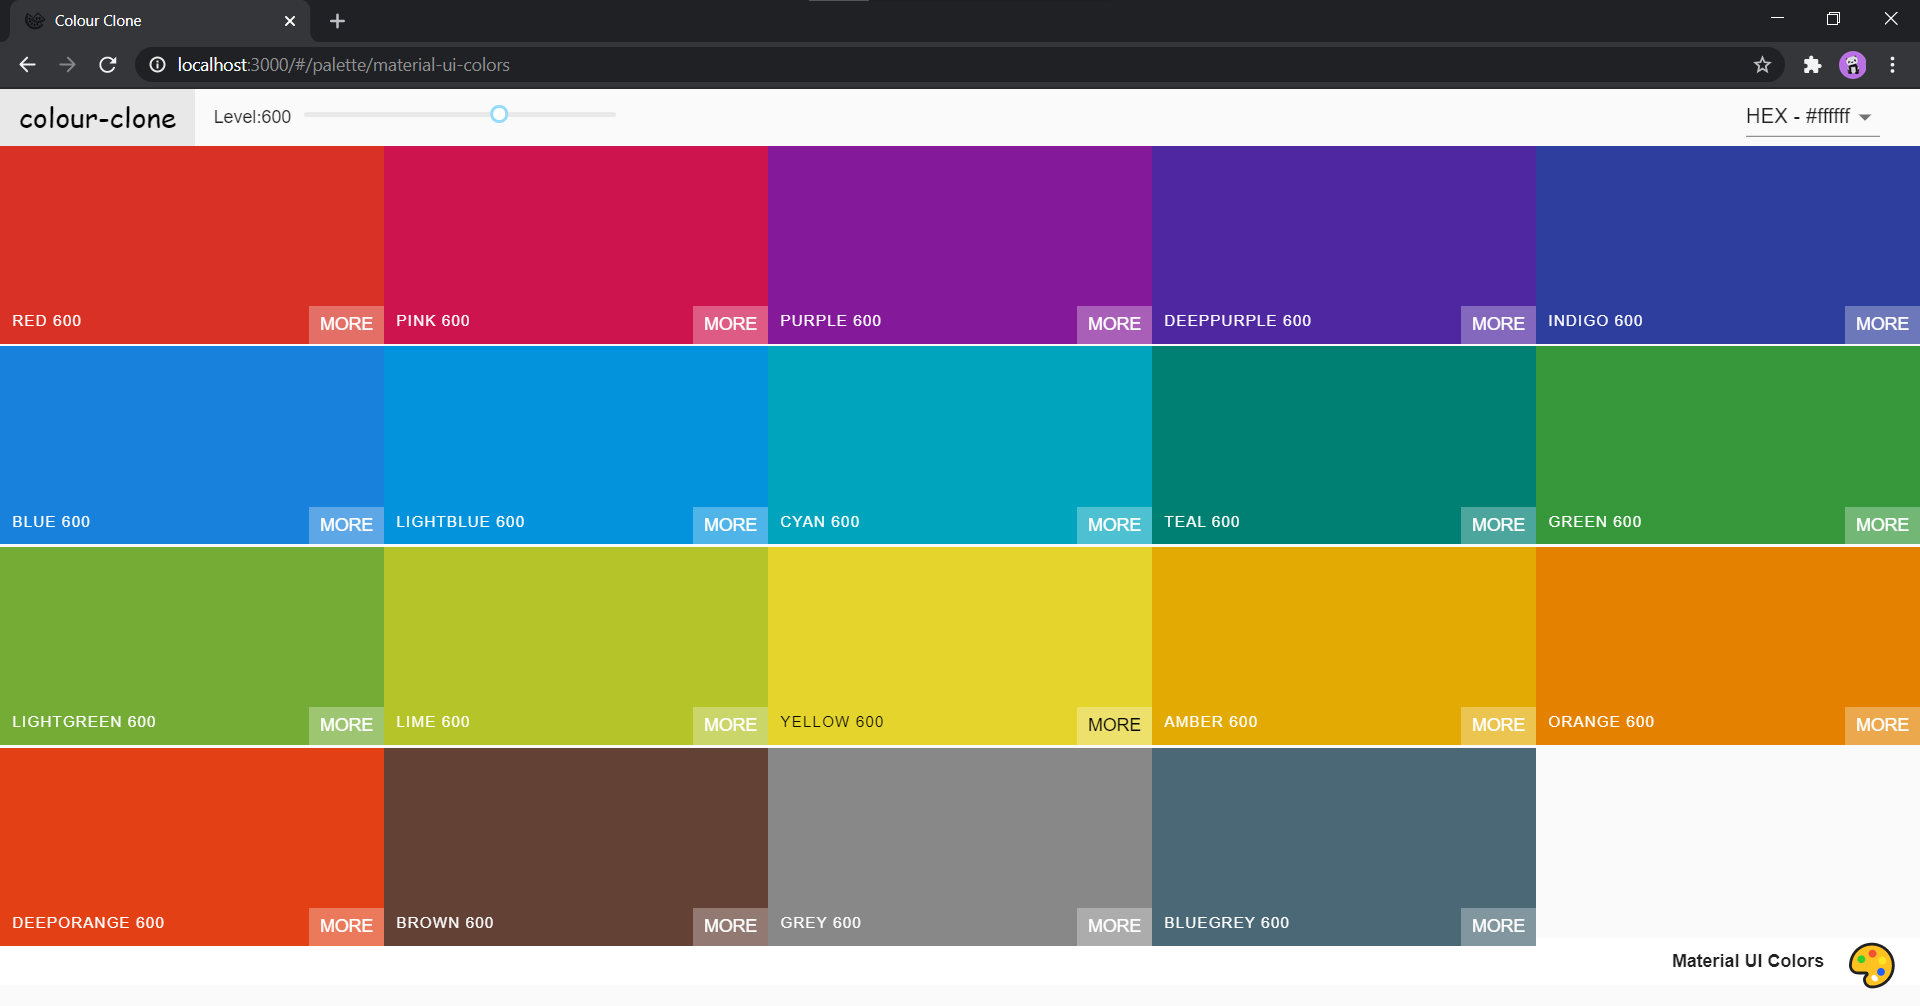 Colour Clone
localhost:3000/#/palette/material-ui-colors
colour-clone Level:600 HEX - #ffffff
RED 600 MORE PINK 600 MORE PURPLE 600 MORE DEEPPURPLE 600 MORE INDIGO 600 MORE
BLUE 600 MORE LIGHTBLUE 600 MORE CYAN 600 MORE TEAL 600 MORE GREEN 600 MORE
LIGHTGREEN 600 MORE LIME 600 MORE YELLOW 600 MORE AMBER 600 MORE ORANGE 600 MORE
DEEPORANGE 600 MORE BROWN 600 MORE GREY 600 MORE BLUEGREY 600 MORE
Material UI Colors